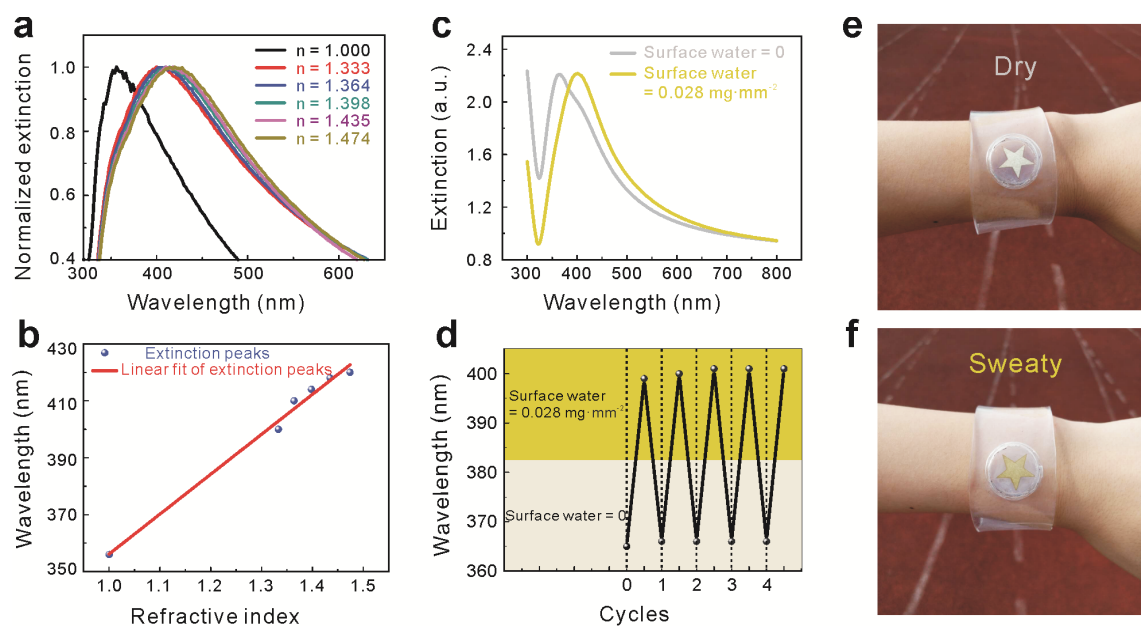 a
Normalized extinction
1.0
0.9
0.8
0.7
0.6
0.4
n = 1.000
n = 1.333
n = 1.364
n = 1.398
n = 1.435
n = 1.474
300
400
500
600
Wavelength (nm)
b
Wavelength (nm)
430
410
390
370
350
Extinction peaks
Linear fit of extinction peaks
1.0
1.1
1.2
1.3
1.4
1.5
Refractive index
c
Extinction (a.u.)
2.4
2.0
1.6
1.2
0.8
Surface water = 0
Surface water
= 0.028 mg·mm⁻²
300
400
500
600
700
800
Wavelength (nm)
d
Wavelength (nm)
400
390
380
370
360
Surface water
= 0.028 mg·mm⁻²
Surface water = 0
0
1
2
3
4
Cycles
e
Dry
f
Sweaty